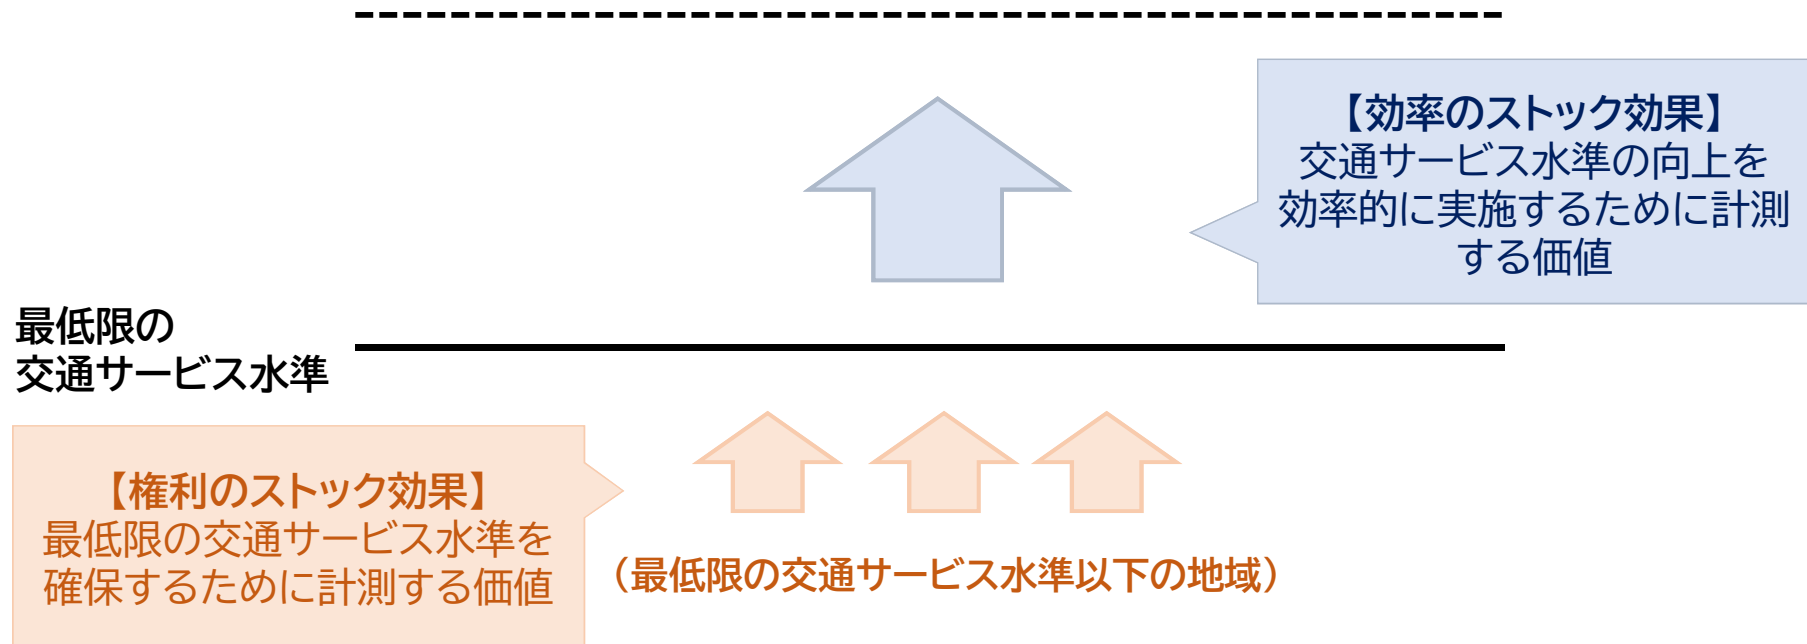 【効率のストック効果】
交通サービス水準の向上を
効率的に実施するために計測
する価値
最低限の
交通サービス水準
【権利のストック効果】
最低限の交通サービス水準を
確保するために計測する価値
（最低限の交通サービス水準以下の地域）